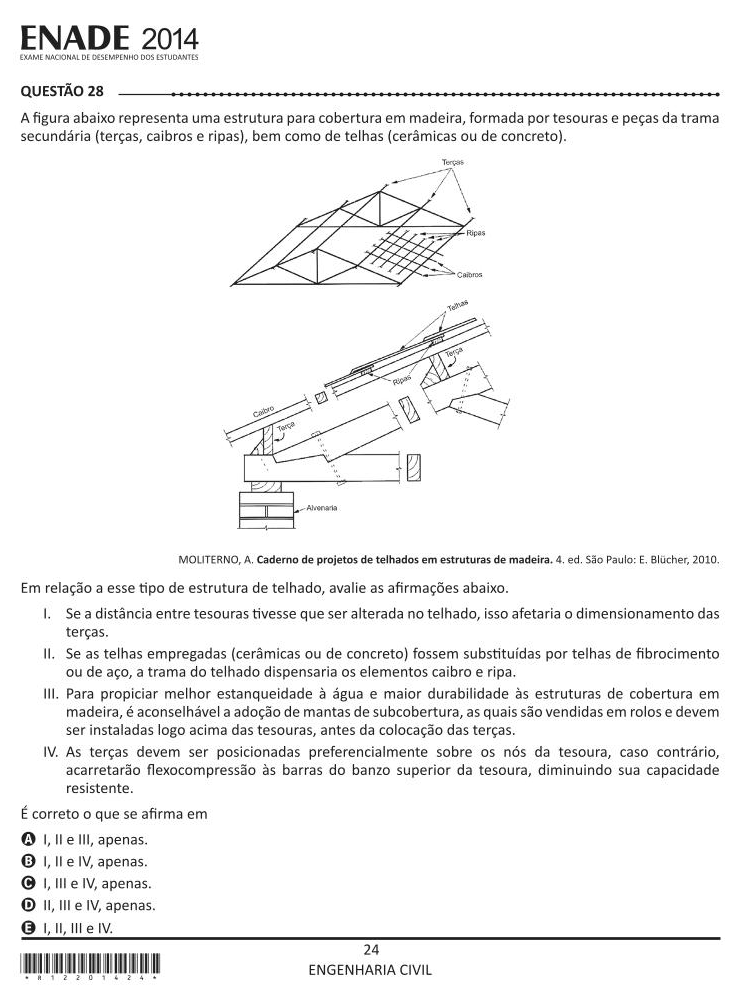 ENADE 2014
EXAME NACIONAL DE DESEMPENHO DOS ESTUDANTES
QUESTÃO 28
A figura abaixo representa uma estrutura para cobertura em madeira, formada por tesouras e peças da trama
secundária (terças, caibros e ripas), bem como de telhas (cerâmicas ou de concreto).
Terças
Ripas
Caibros
Telhas
Terça
Ripas
Caibro
Terça
Alvenaria
MOLITERNO, A. Caderno de projetos de telhados em estruturas de madeira. 4. ed. São Paulo: E. Blücher, 2010.
Em relação a esse tipo de estrutura de telhado, avalie as afirmações abaixo.
I. Se a distância entre tesouras tivesse que ser alterada no telhado, isso afetaria o dimensionamento das
terças.
II. Se as telhas empregadas (cerâmicas ou de concreto) fossem substituídas por telhas de fibrocimento
ou de aço, a trama do telhado dispensaria os elementos caibro e ripa.
III. Para propiciar melhor estanqueidade à água e maior durabilidade às estruturas de cobertura em
madeira, é aconselhável a adoção de mantas de subcobertura, as quais são vendidas em rolos e devem
ser instaladas logo acima das tesouras, antes da colocação das terças.
IV. As terças devem ser posicionadas preferencialmente sobre os nós da tesoura, caso contrário,
acarretarão flexocompressão às barras do banzo superior da tesoura, diminuindo sua capacidade
resistente.
É correto o que se afirma em
A I, II e III, apenas.
B I, II e IV, apenas.
C I, III e IV, apenas.
D II, III e IV, apenas.
E I, II, III e IV.
24
ENGENHARIA CIVIL
* R 1 2 2 0 1 4 2 4 *